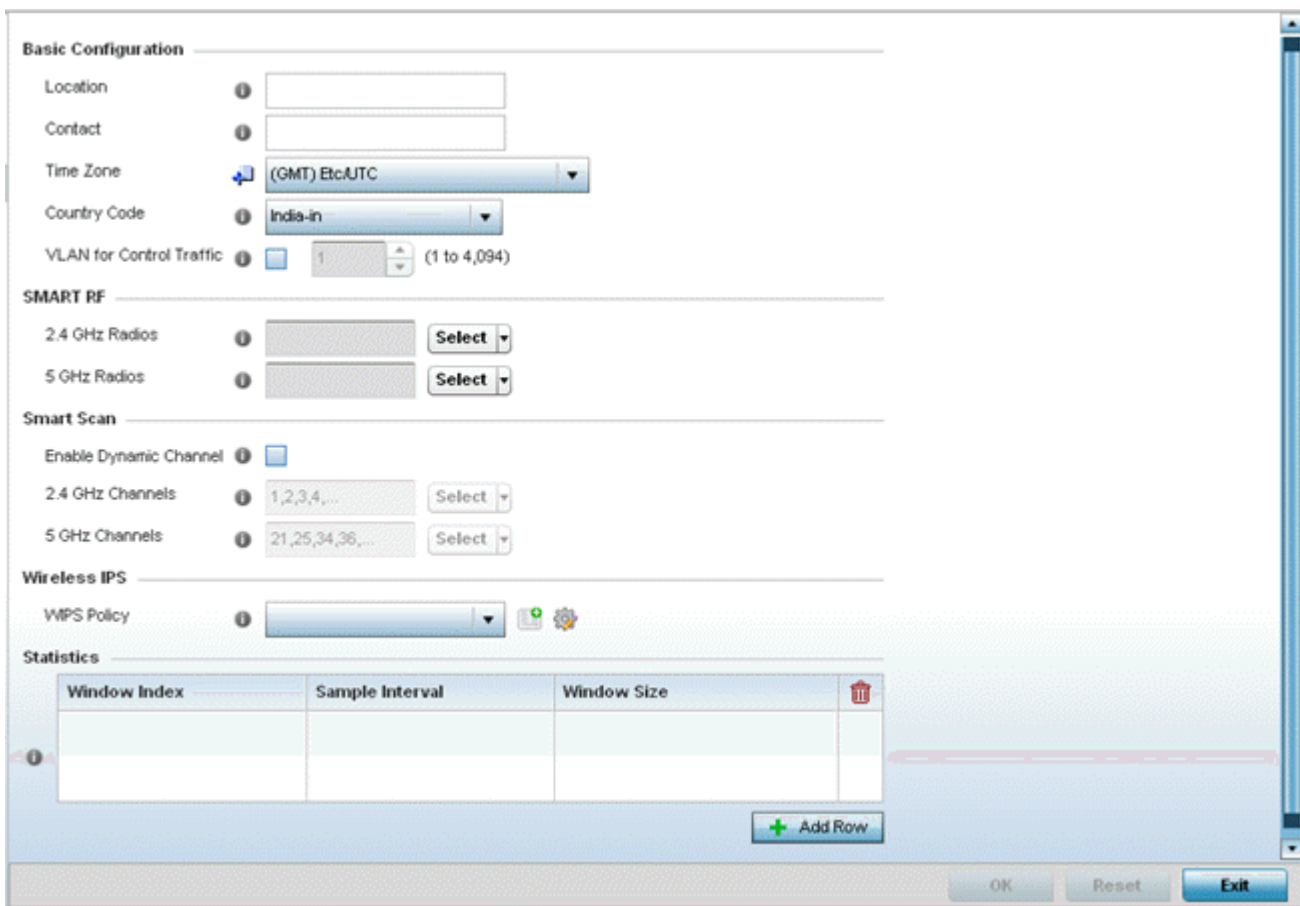 Basic Configuration
Location
Contact
Time Zone (GMT) Etc/UTC
Country Code India-in
VLAN for Control Traffic 1 (1 to 4,094)
SMART RF
2.4 GHz Radios Select
5 GHz Radios Select
Smart Scan
Enable Dynamic Channel
2.4 GHz Channels 1,2,3,4,... Select
5 GHz Channels 21,25,34,36,... Select
Wireless IPS
WIPS Policy
Statistics
Window Index Sample Interval Window Size
Add Row
OK Reset Exit